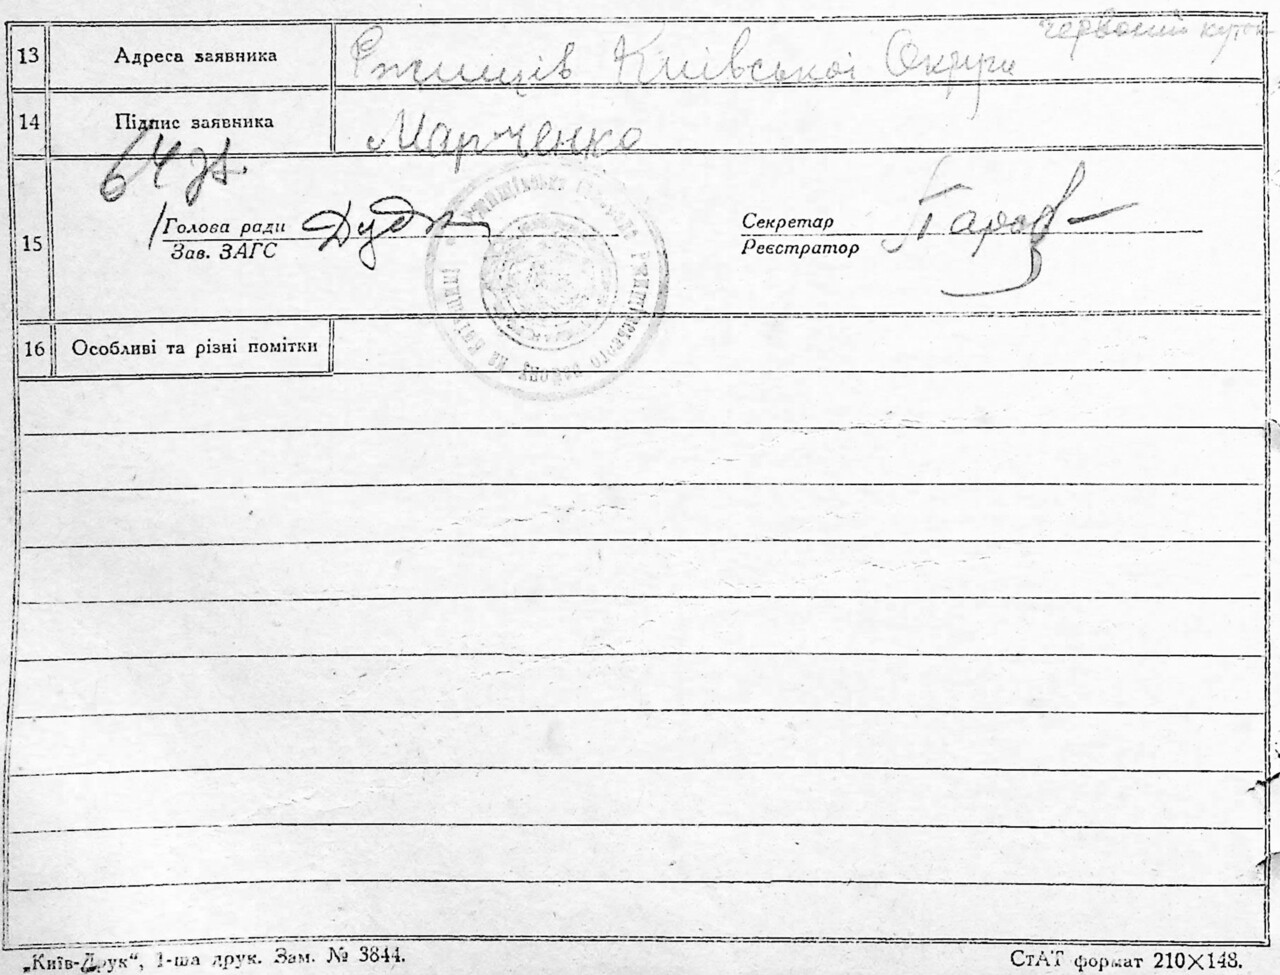 червоний куток
13 Адреса заявника Ржищів Київської Округи
14 Підпис заявника Марченко
64
Голова ради
Секретар
15
Зав. ЗАГС
Реєстратор
16 Особливі та різні помітки
„Київ-Друк“, 1-ша друк. Зам. № 3844.
СтАТ формат 210×148.